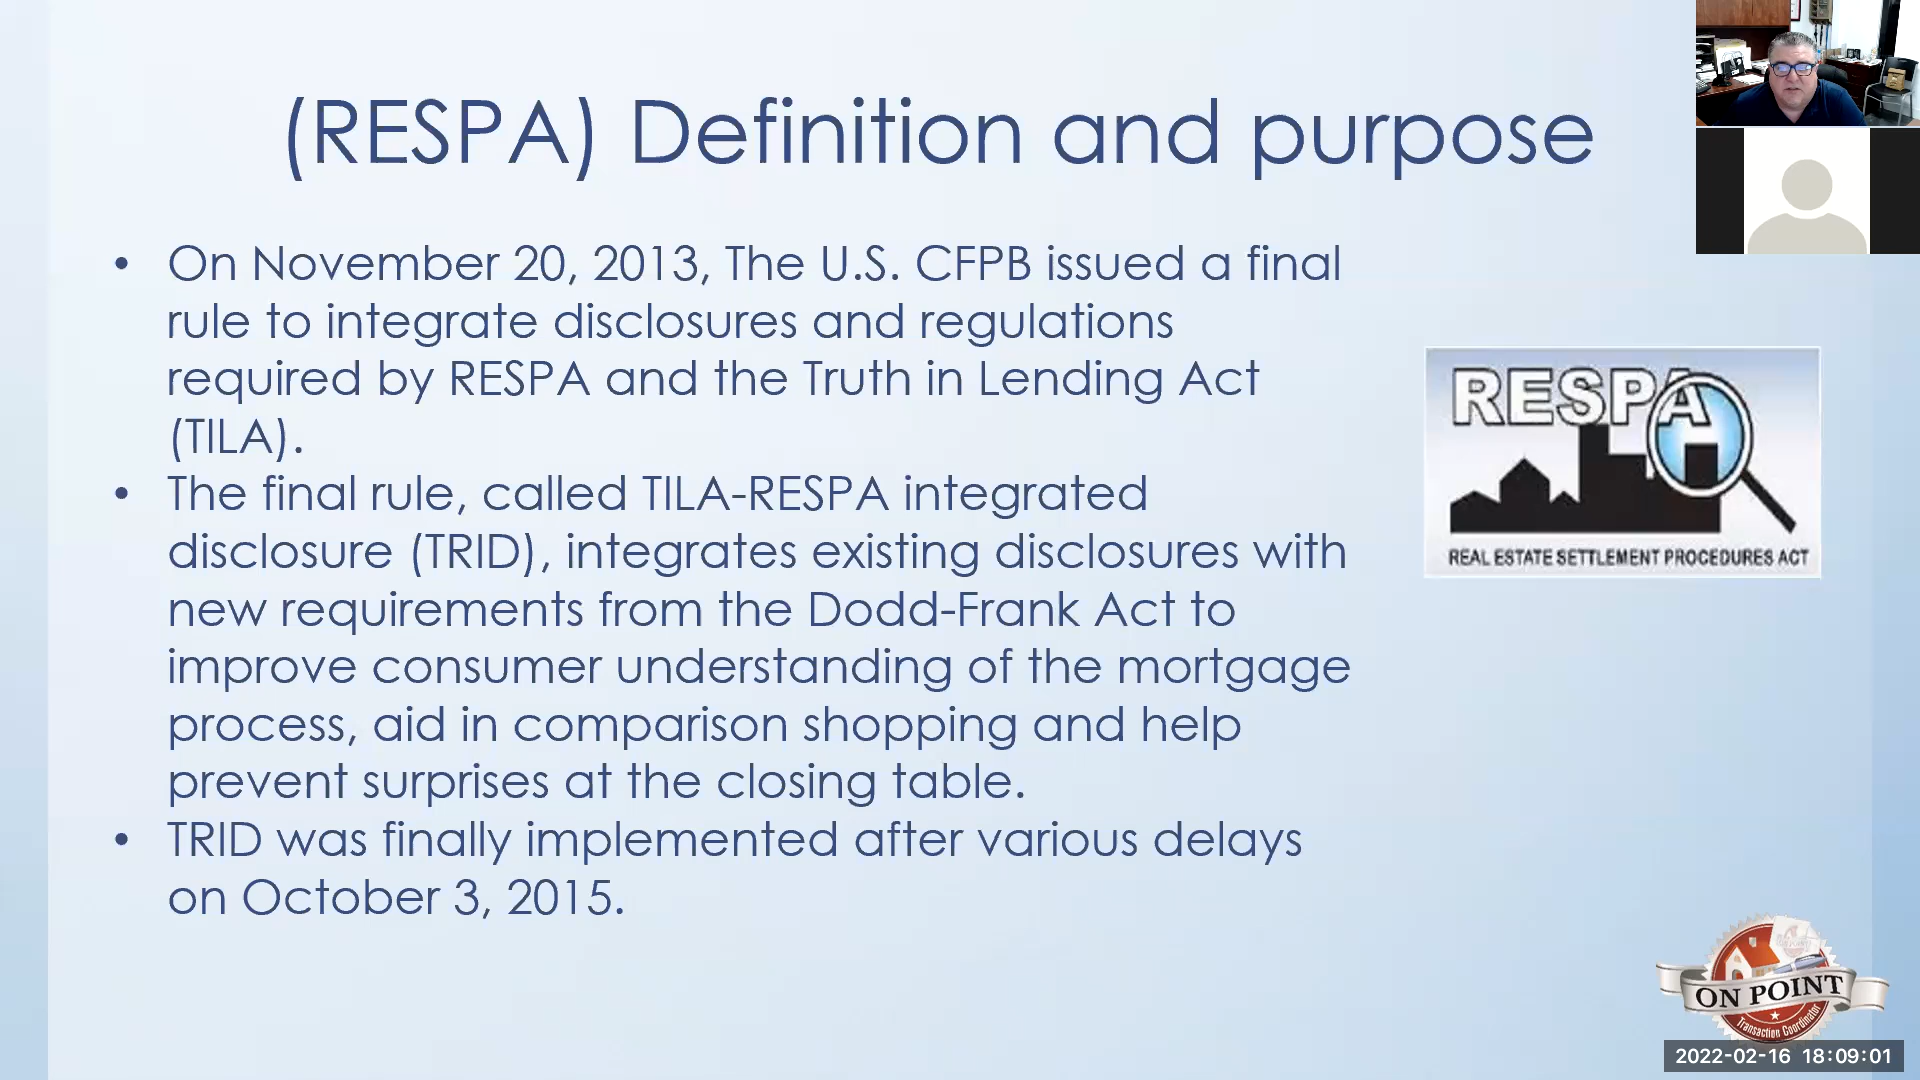 (RESPA) Definition and purpose
• On November 20, 2013, The U.S. CFPB issued a final
rule to integrate disclosures and regulations
required by RESPA and the Truth in Lending Act
(TILA).
• The final rule, called TILA-RESPA integrated
disclosure (TRID), integrates existing disclosures with
new requirements from the Dodd-Frank Act to
improve consumer understanding of the mortgage
process, aid in comparison shopping and help
prevent surprises at the closing table.
• TRID was finally implemented after various delays
on October 3, 2015.
RESPA
REAL ESTATE SETTLEMENT PROCEDURES ACT
ON POINT
Transaction Coordinator
2022-02-16 18:09:01